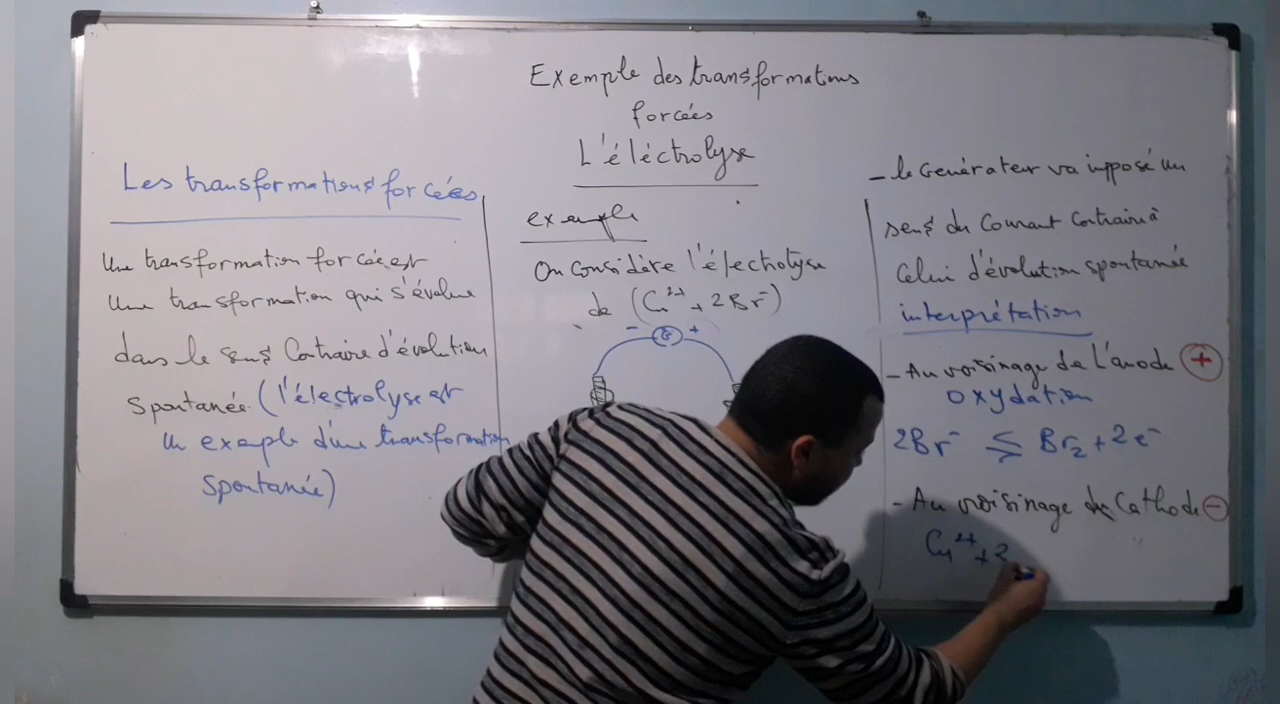 Exemple des transformations
forcées
L'éléctrolyse
Les transformations forcées
Une transformation forcée est
Une transformation qui s'évolue
dans le sens Contraire d'évolution
Spontanée (l'électrolyse est
Un exemple d'une transformation
Spontanée)
exemple
On considère l'électrolyse
de (Cu2+ + 2Br-)
- G +
- le Générateur va imposé un
sens du Courant Contraire à
Celui d'évolution spontanée
interprétation
- Au voisinage de l'anode +
oxydation
2Br- ⇆ Br2 + 2e-
- Au voisinage de Cathode -
Cu2+ + 2